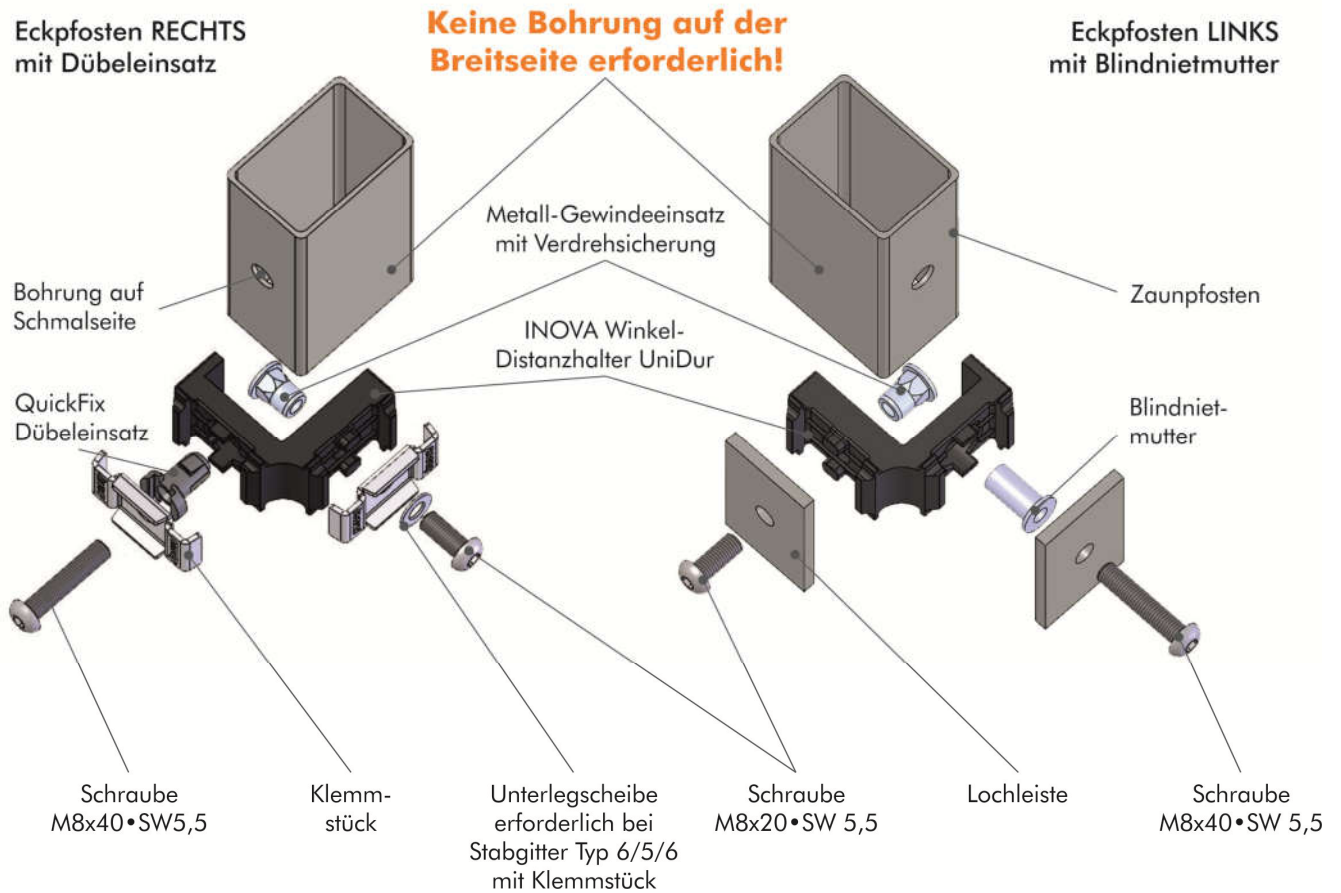 Eckpfosten RECHTS
mit Dübeleinsatz
Keine Bohrung auf der
Breitseite erforderlich!
Eckpfosten LINKS
mit Blindnietmutter
Metall-Gewindeeinsatz
mit Verdrehsicherung
Bohrung auf
Schmalseite
Zaunpfosten
INOVA Winkel-
Distanzhalter UniDur
QuickFix
Dübeleinsatz
Blindniet-
mutter
Schraube
M8x40•SW5,5
Klemm-
stück
Unterlegscheibe
erforderlich bei
Stabgitter Typ 6/5/6
mit Klemmstück
Schraube
M8x20•SW 5,5
Lochleiste
Schraube
M8x40•SW 5,5